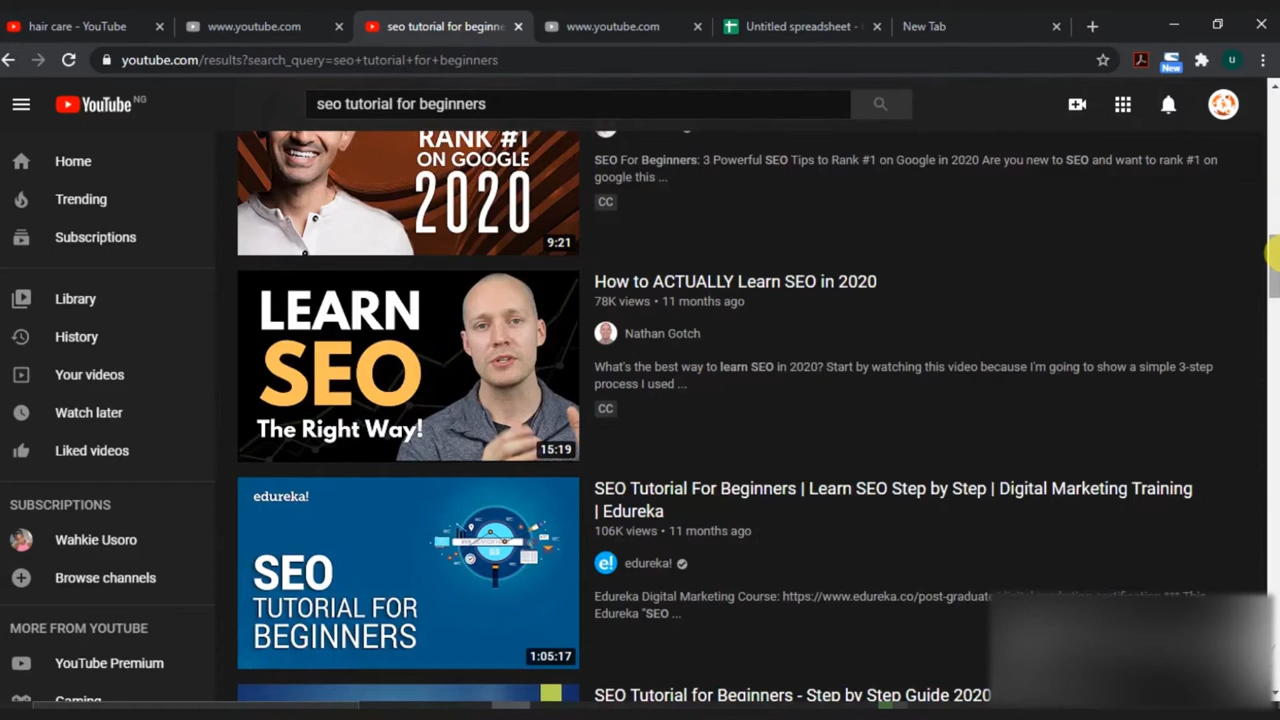 hair care - YouTube
www.youtube.com
seo tutorial for beginne
www.youtube.com
Untitled spreadsheet -
New Tab
youtube.com/results?search_query=seo+tutorial+for+beginners
New
u
YouTube NG
seo tutorial for beginners
Home
Trending
Subscriptions
Library
History
Your videos
Watch later
Liked videos
SUBSCRIPTIONS
Wahkie Usoro
Browse channels
MORE FROM YOUTUBE
YouTube Premium
Gaming
RANK #1
ON GOOGLE
2020
9:21
SEO For Beginners: 3 Powerful SEO Tips to Rank #1 on Google in 2020 Are you new to SEO and want to rank #1 on
google this ...
CC
LEARN
SEO
The Right Way!
15:19
How to ACTUALLY Learn SEO in 2020
78K views • 11 months ago
Nathan Gotch
What's the best way to learn SEO in 2020? Start by watching this video because I'm going to show a simple 3-step
process I used ...
CC
edureka!
SEO
TUTORIAL FOR
BEGINNERS
1:05:17
SEO Tutorial For Beginners | Learn SEO Step by Step | Digital Marketing Training
| Edureka
106K views • 11 months ago
e!
edureka!
Edureka Digital Marketing Course: https://www.edureka.co/post-graduate/digital-marketing-certification *** This
Edureka "SEO ...
SEO Tutorial for Beginners - Step by Step Guide 2020